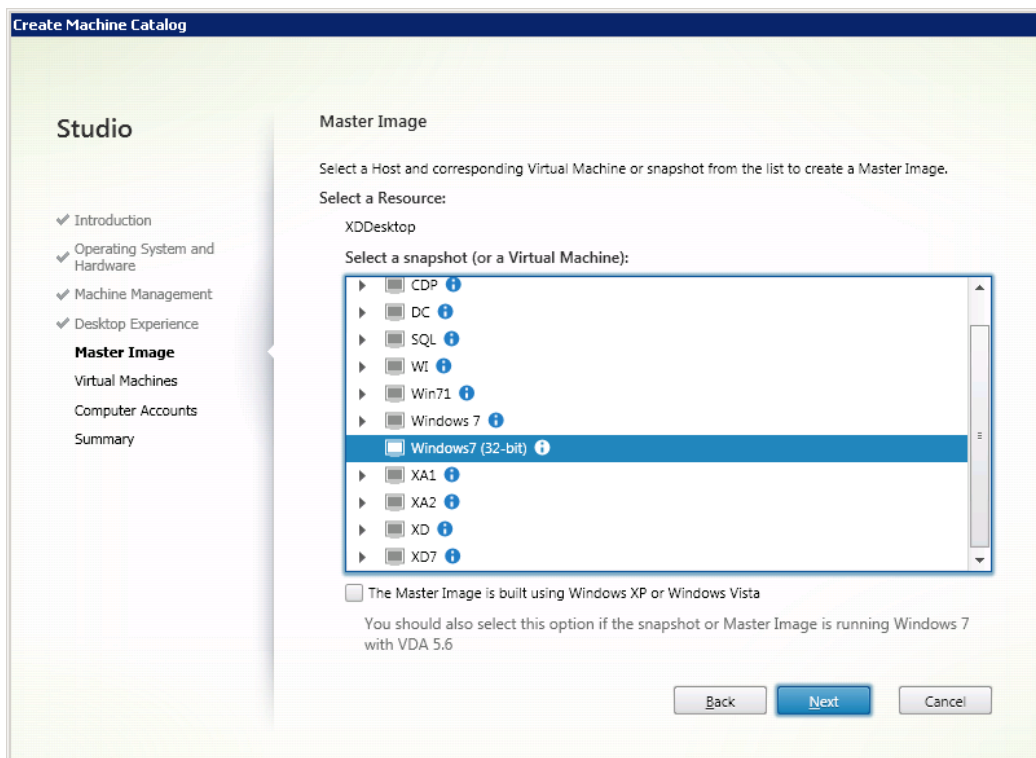 Create Machine Catalog
Studio
Introduction
Operating System and
Hardware
Machine Management
Desktop Experience
Master Image
Virtual Machines
Computer Accounts
Summary
Master Image
Select a Host and corresponding Virtual Machine or snapshot from the list to create a Master Image.
Select a Resource:
XDDesktop
Select a snapshot (or a Virtual Machine):
CDP
DC
SQL
WI
Win71
Windows 7
Windows7 (32-bit)
XA1
XA2
XD
XD7
The Master Image is built using Windows XP or Windows Vista
You should also select this option if the snapshot or Master Image is running Windows 7
with VDA 5.6
Back
Next
Cancel